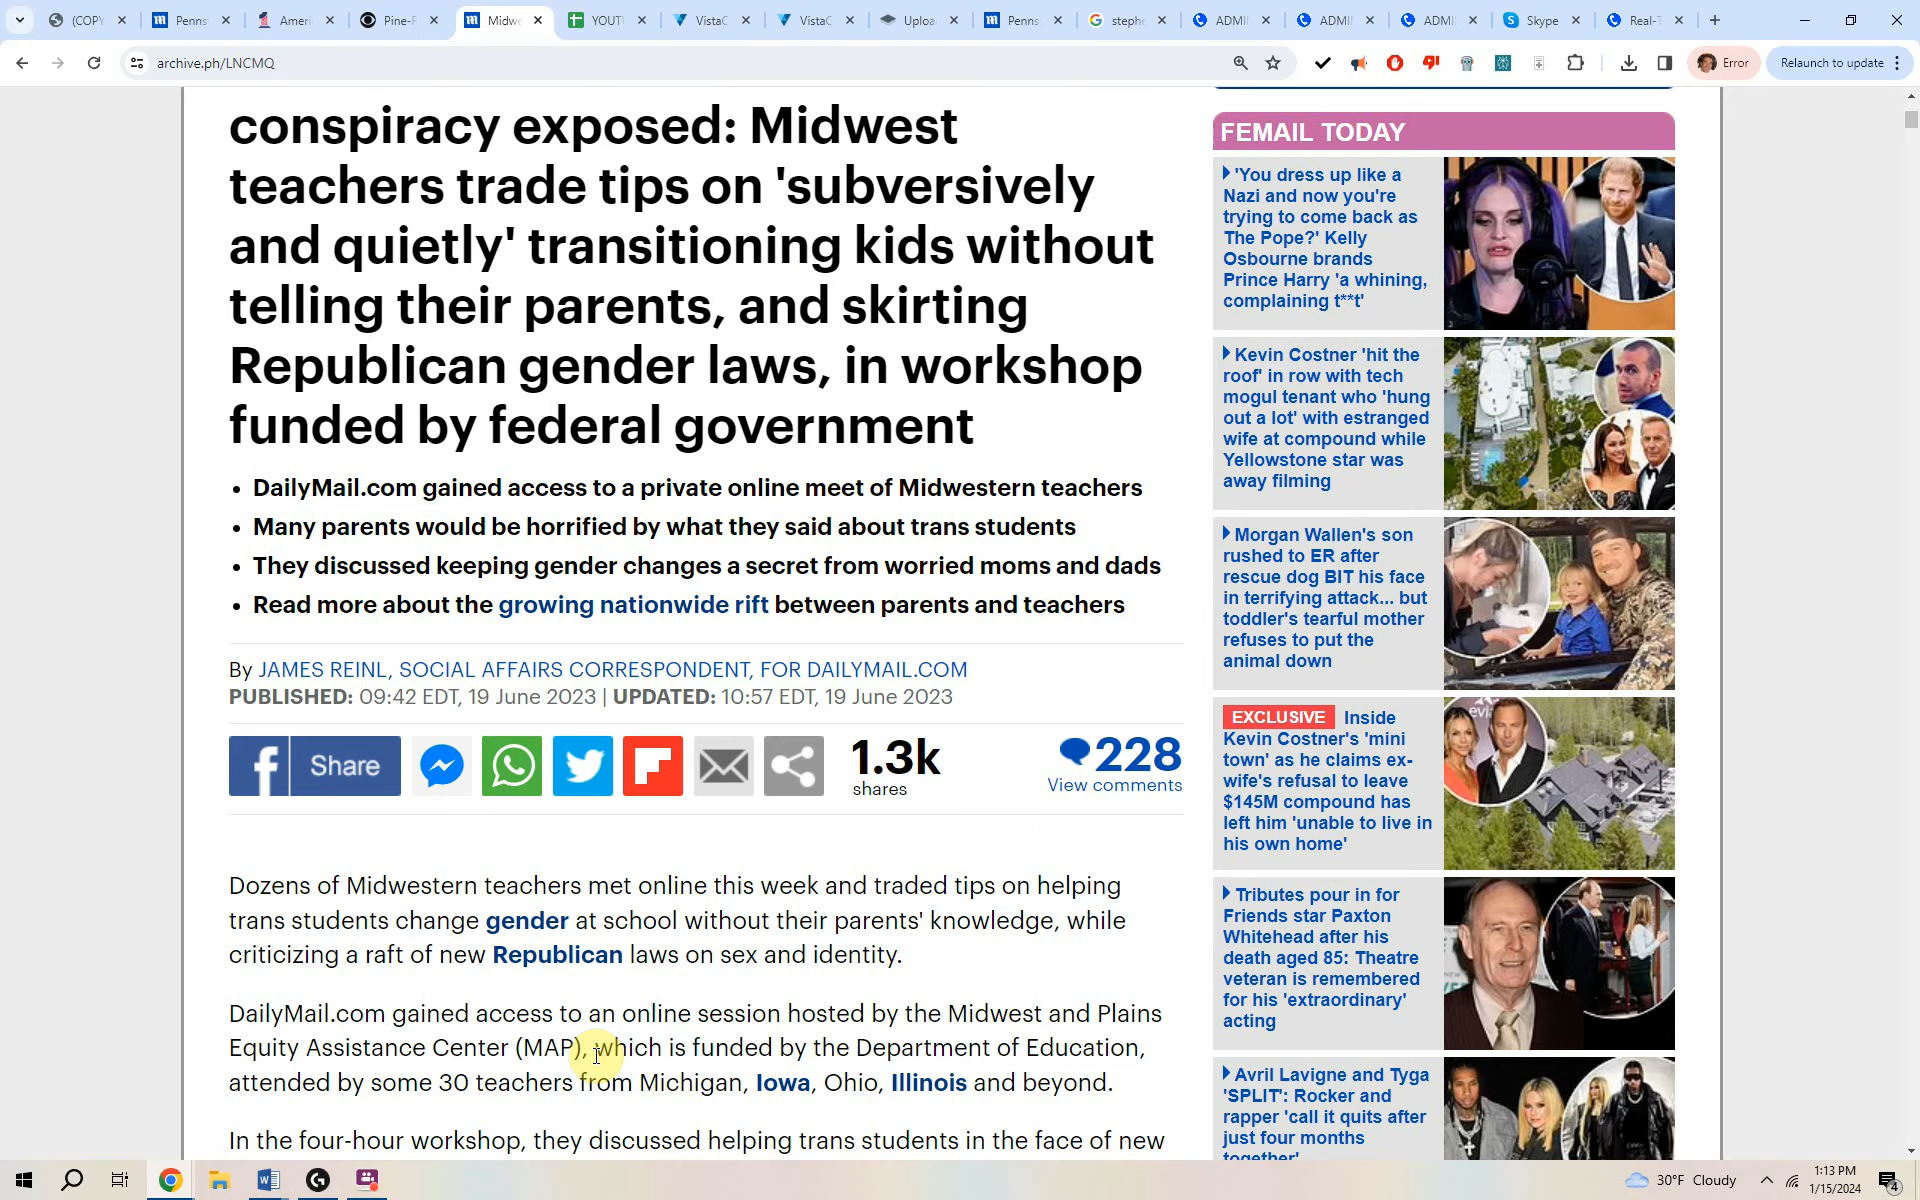 (COPY
Penns
Ameri
Pine-R
Midwe
YOUTU
VistaC
VistaC
Uploa
Penns
steph
ADMI
ADMI
ADMI
Skype
Real-T
archive.ph/LNCMQ
Error
Relaunch to update
conspiracy exposed: Midwest
teachers trade tips on 'subversively
and quietly' transitioning kids without
telling their parents, and skirting
Republican gender laws, in workshop
funded by federal government
• DailyMail.com gained access to a private online meet of Midwestern teachers
• Many parents would be horrified by what they said about trans students
• They discussed keeping gender changes a secret from worried moms and dads
• Read more about the growing nationwide rift between parents and teachers
By JAMES REINL, SOCIAL AFFAIRS CORRESPONDENT, FOR DAILYMAIL.COM
PUBLISHED: 09:42 EDT, 19 June 2023 | UPDATED: 10:57 EDT, 19 June 2023
Share
1.3k
shares
228
View comments
Dozens of Midwestern teachers met online this week and traded tips on helping
trans students change gender at school without their parents' knowledge, while
criticizing a raft of new Republican laws on sex and identity.
DailyMail.com gained access to an online session hosted by the Midwest and Plains
Equity Assistance Center (MAP), which is funded by the Department of Education,
attended by some 30 teachers from Michigan, Iowa, Ohio, Illinois and beyond.
In the four-hour workshop, they discussed helping trans students in the face of new
FEMAIL TODAY
'You dress up like a
Nazi and now you're
trying to come back as
The Pope?' Kelly
Osbourne brands
Prince Harry 'a whining,
complaining t**t'
Kevin Costner 'hit the
roof' in row with tech
mogul tenant who 'hung
out a lot' with estranged
wife at compound while
Yellowstone star was
away filming
Morgan Wallen's son
rushed to ER after
rescue dog BIT his face
in terrifying attack... but
toddler's tearful mother
refuses to put the
animal down
EXCLUSIVE Inside
Kevin Costner's 'mini
town' as he claims ex-
wife's refusal to leave
$145M compound has
left him 'unable to live in
his own home'
Tributes pour in for
Friends star Paxton
Whitehead after his
death aged 85: Theatre
veteran is remembered
for his 'extraordinary'
acting
Avril Lavigne and Tyga
'SPLIT': Rocker and
rapper 'call it quits after
just four months
together'
30°F Cloudy
1:13 PM
1/15/2024
4